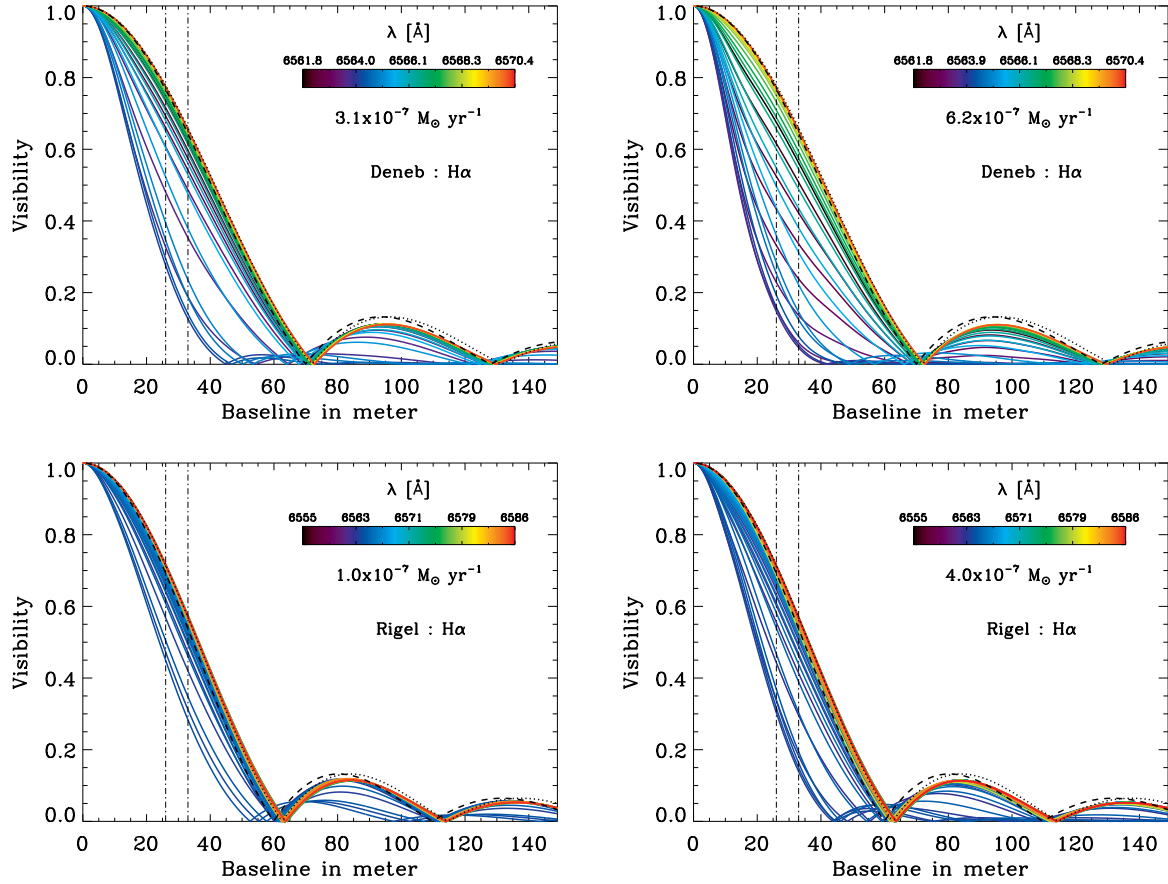 λ [Å]
6561.8 6564.0 6566.1 6568.3 6570.4
3.1x10⁻⁷ M⊙ yr⁻¹
Deneb : Hα
Visibility
1.0
0.8
0.6
0.4
0.2
0.0
0 20 40 60 80 100 120 140
Baseline in meter
λ [Å]
6561.8 6563.9 6566.1 6568.3 6570.4
6.2x10⁻⁷ M⊙ yr⁻¹
Deneb : Hα
Visibility
1.0
0.8
0.6
0.4
0.2
0.0
0 20 40 60 80 100 120 140
Baseline in meter
λ [Å]
6555 6563 6571 6579 6586
1.0x10⁻⁷ M⊙ yr⁻¹
Rigel : Hα
Visibility
1.0
0.8
0.6
0.4
0.2
0.0
0 20 40 60 80 100 120 140
Baseline in meter
λ [Å]
6555 6563 6571 6579 6586
4.0x10⁻⁷ M⊙ yr⁻¹
Rigel : Hα
Visibility
1.0
0.8
0.6
0.4
0.2
0.0
0 20 40 60 80 100 120 140
Baseline in meter